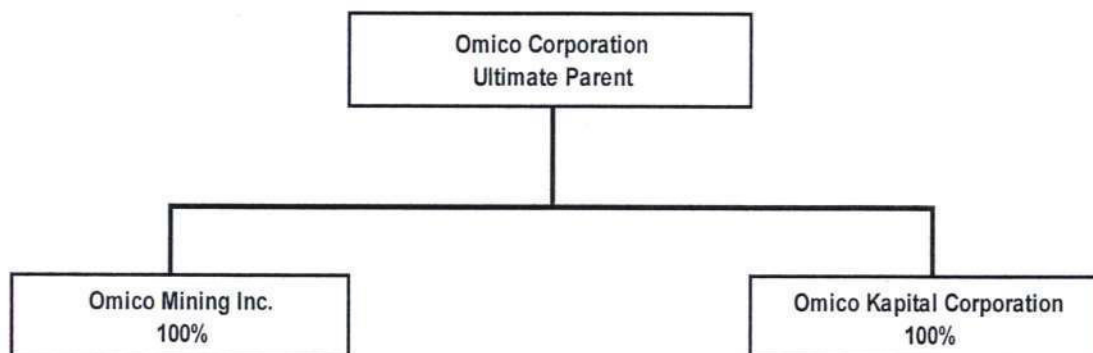 Omico Corporation
Ultimate Parent
Omico Mining Inc.
100%
Omico Kapital Corporation
100%